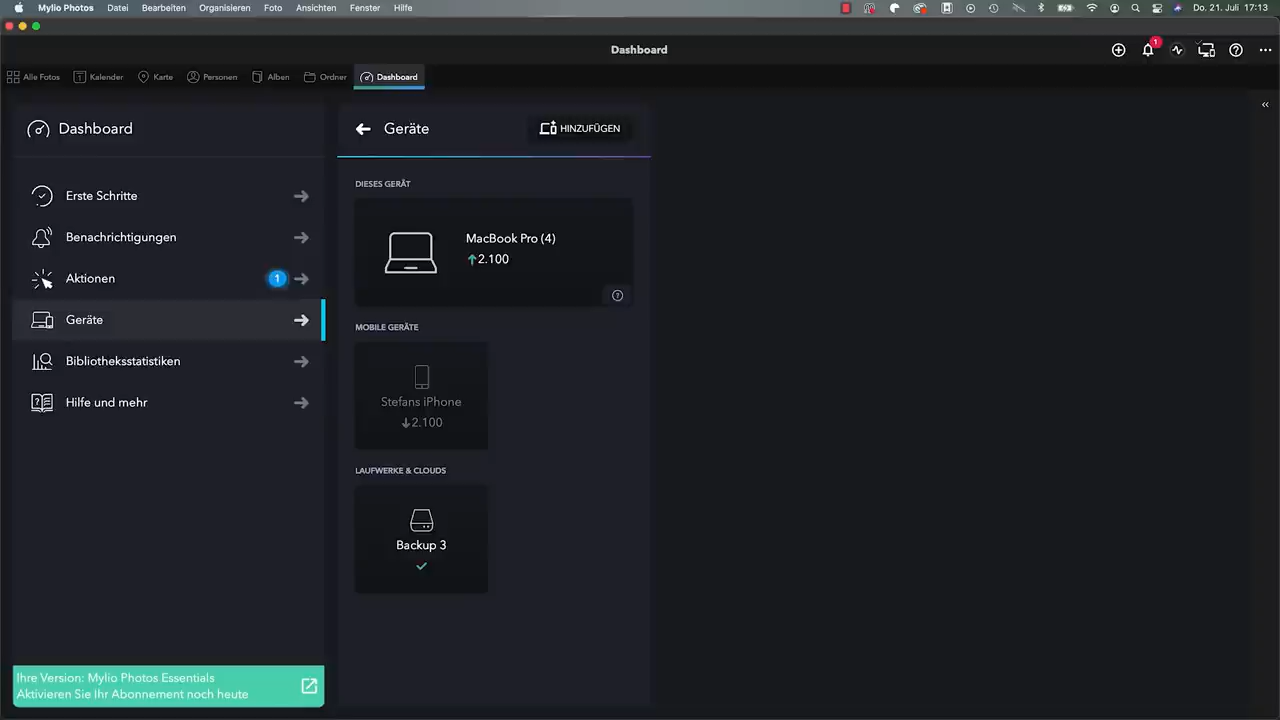 Mylio Photos Datei Bearbeiten Organisieren Foto Ansichten Fenster Hilfe Do. 21. Juli 17:13
Dashboard
1
Alle Fotos Kalender Karte Personen Alben Ordner Dashboard
Dashboard
Erste Schritte
Benachrichtigungen
Aktionen 1
Geräte
Bibliotheksstatistiken
Hilfe und mehr
Ihre Version: Mylio Photos Essentials
Aktivieren Sie Ihr Abonnement noch heute
Geräte HINZUFÜGEN
DIESES GERÄT
MacBook Pro (4)
2.100
MOBILE GERÄTE
Stefans iPhone
2.100
LAUFWERKE & CLOUDS
Backup 3